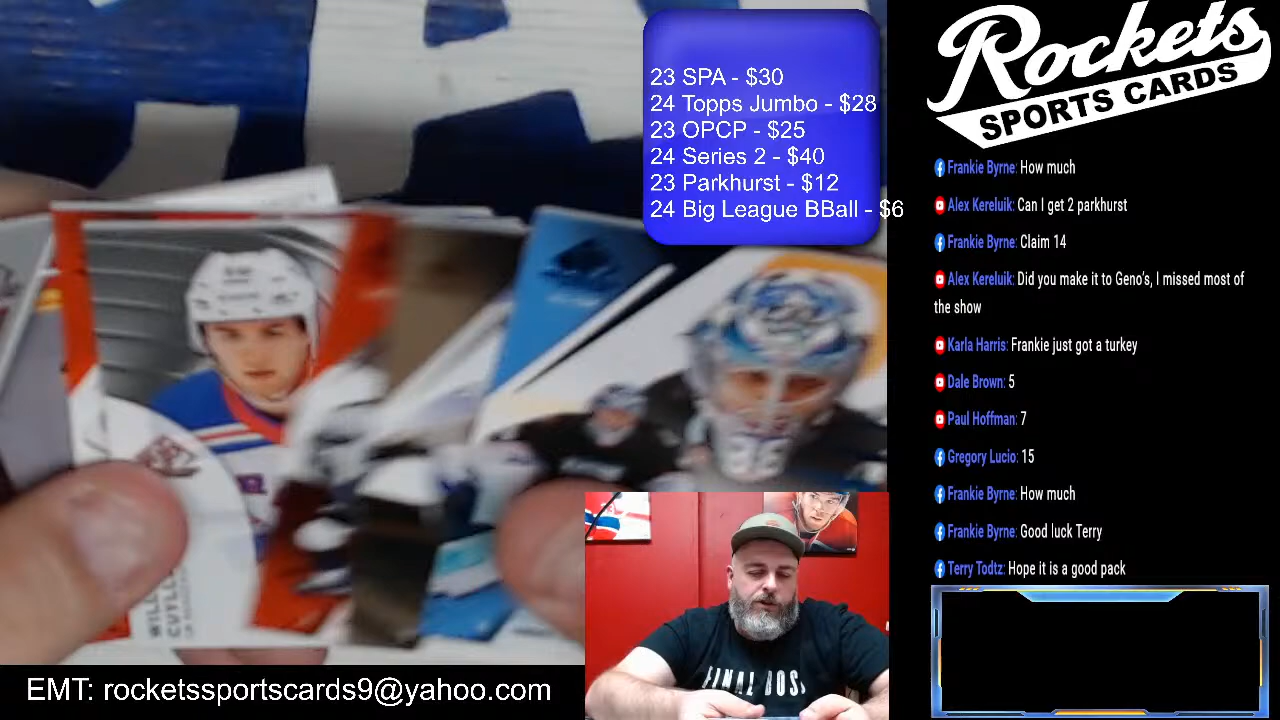 23 SPA - $30
24 Topps Jumbo - $28
23 OPCP - $25
24 Series 2 - $40
23 Parkhurst - $12
24 Big League BBall - $6
Rockets
SPORTS CARDS
Frankie Byrne: How much
Alex Kereluik: Can I get 2 parkhurst
Frankie Byrne: Claim 14
Alex Kereluik: Did you make it to Geno's, I missed most of
the show
Karla Harris: Frankie just got a turkey
Dale Brown: 5
Paul Hoffman: 7
Gregory Lucio: 15
Frankie Byrne: How much
Frankie Byrne: Good luck Terry
Terry Todtz: Hope it is a good pack
FINAL BOSS
EMT: rocketssportscards9@yahoo.com